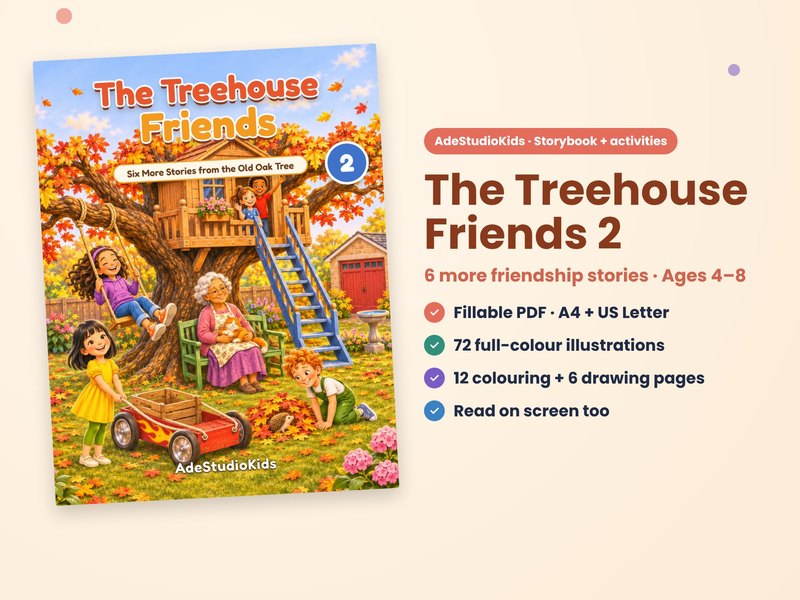 The Treehouse
Friends
Six More Stories from the Old Oak Tree
2
AdeStudioKids
AdeStudioKids · Storybook + activities
The Treehouse
Friends 2
6 more friendship stories · Ages 4–8
Fillable PDF · A4 + US Letter
72 full-colour illustrations
12 colouring + 6 drawing pages
Read on screen too